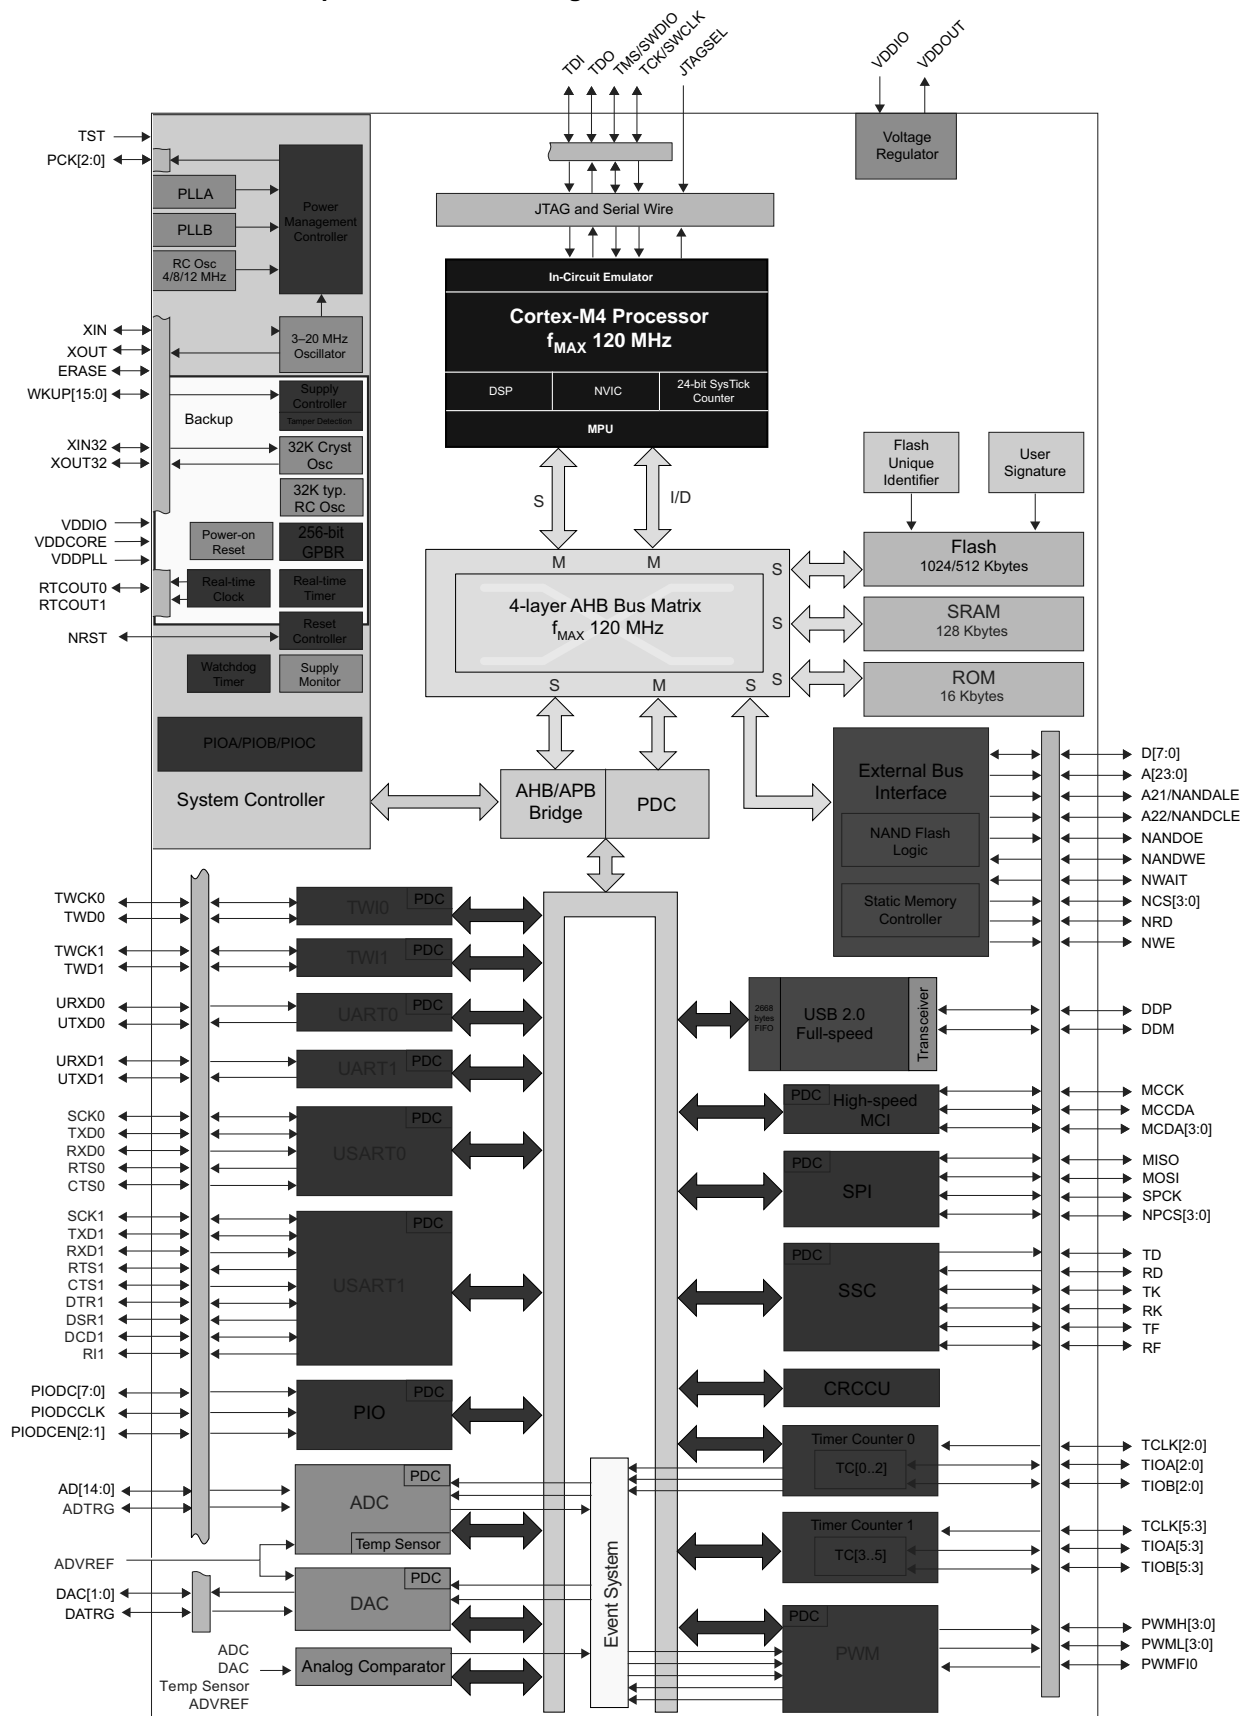 TDI
TDO
TMS/SWDIO
TCK/SWCLK
JTAGSEL
VDDIO
VDDOUT
TST
PCK[2:0]
PLLA
PLLB
RC Osc
4/8/12 MHz
Power
Management
Controller
XIN
XOUT
ERASE
WKUP[15:0]
3–20 MHz
Oscillator
Backup
Supply
Controller
Tamper Detection
XIN32
XOUT32
32K Cryst
Osc
32K typ.
RC Osc
VDDIO
VDDCORE
VDDPLL
Power-on
Reset
256-bit
GPBR
RTCOUT0
RTCOUT1
Real-time
Clock
Real-time
Timer
NRST
Reset
Controller
Watchdog
Timer
Supply
Monitor
PIOA/PIOB/PIOC
System Controller
JTAG and Serial Wire
In-Circuit Emulator
Cortex-M4 Processor
fMAX 120 MHz
DSP
NVIC
24-bit SysTick
Counter
MPU
Voltage
Regulator
S
I/D
M
M
S
4-layer AHB Bus Matrix
fMAX 120 MHz
S
S
S
M
S
Flash
Unique
Identifier
User
Signature
Flash
1024/512 Kbytes
SRAM
128 Kbytes
ROM
16 Kbytes
AHB/APB
Bridge
PDC
External Bus
Interface
NAND Flash
Logic
Static Memory
Controller
D[7:0]
A[23:0]
A21/NANDALE
A22/NANDCLE
NANDOE
NANDWE
NWAIT
NCS[3:0]
NRD
NWE
TWCK0
TWD0
TWI0
PDC
TWCK1
TWD1
TWI1
PDC
URXD0
UTXD0
UART0
PDC
URXD1
UTXD1
UART1
PDC
SCK0
TXD0
RXD0
RTS0
CTS0
USART0
PDC
SCK1
TXD1
RXD1
RTS1
CTS1
DTR1
DSR1
DCD1
RI1
USART1
PDC
PIODC[7:0]
PIODCCLK
PIODCEN[2:1]
PIO
PDC
AD[14:0]
ADTRG
ADC
PDC
Temp Sensor
ADVREF
DAC[1:0]
DATRG
DAC
PDC
ADC
DAC
Temp Sensor
ADVREF
Analog Comparator
Event System
2668
bytes
FIFO
USB 2.0
Full-speed
Transceiver
DDP
DDM
PDC
High-speed
MCI
MCCK
MCCDA
MCDA[3:0]
PDC
SPI
MISO
MOSI
SPCK
NPCS[3:0]
PDC
SSC
TD
RD
TK
RK
TF
RF
CRCCU
Timer Counter 0
TC[0..2]
TCLK[2:0]
TIOA[2:0]
TIOB[2:0]
Timer Counter 1
TC[3..5]
TCLK[5:3]
TIOA[5:3]
TIOB[5:3]
PDC
PWM
PWMH[3:0]
PWML[3:0]
PWMFI0